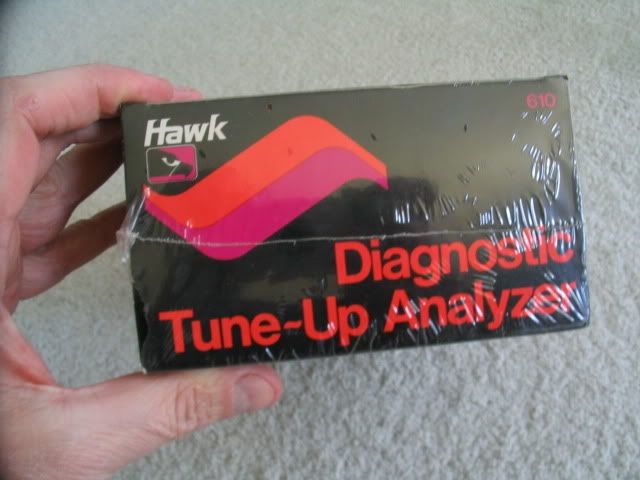 Hawk
610
Diagnostic
Tune-Up Analyzer